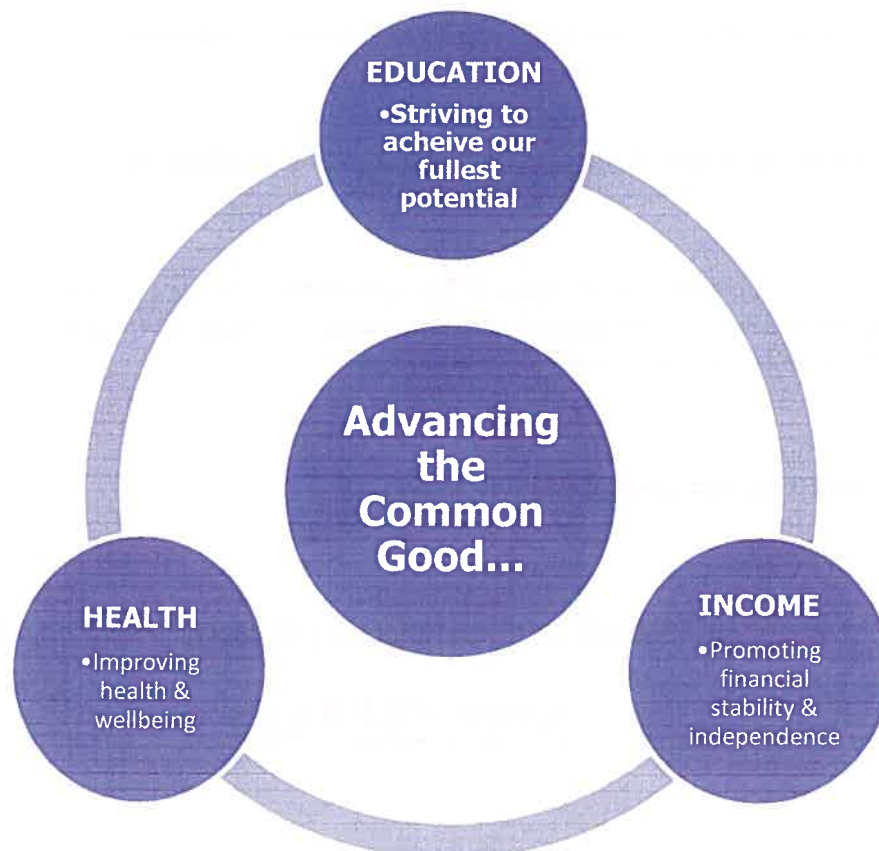 EDUCATION
•Striving to
acheive our
fullest
potential
Advancing
the
Common
Good...
HEALTH
•Improving
health &
wellbeing
INCOME
•Promoting
financial
stability &
independence